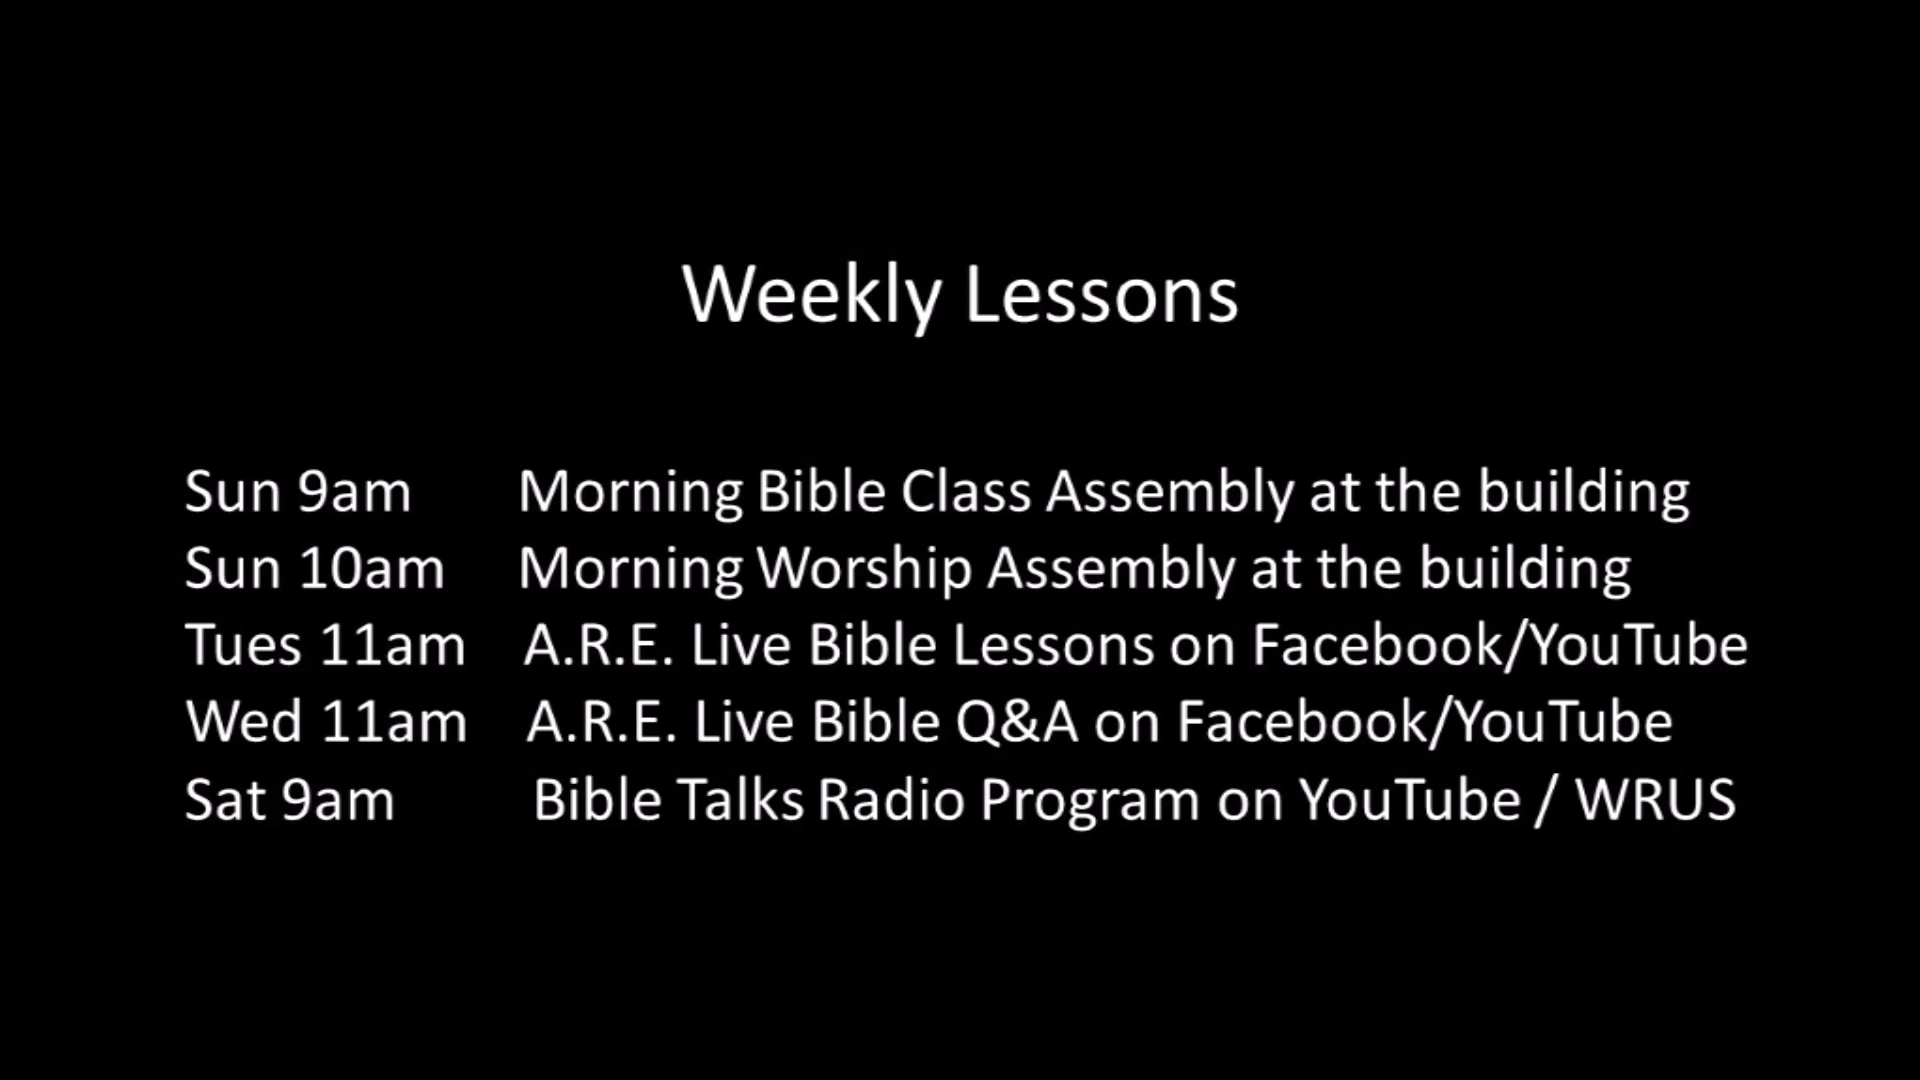 Weekly Lessons
Sun 9am Morning Bible Class Assembly at the building
Sun 10am Morning Worship Assembly at the building
Tues 11am A.R.E. Live Bible Lessons on Facebook/YouTube
Wed 11am A.R.E. Live Bible Q&A on Facebook/YouTube
Sat 9am Bible Talks Radio Program on YouTube / WRUS